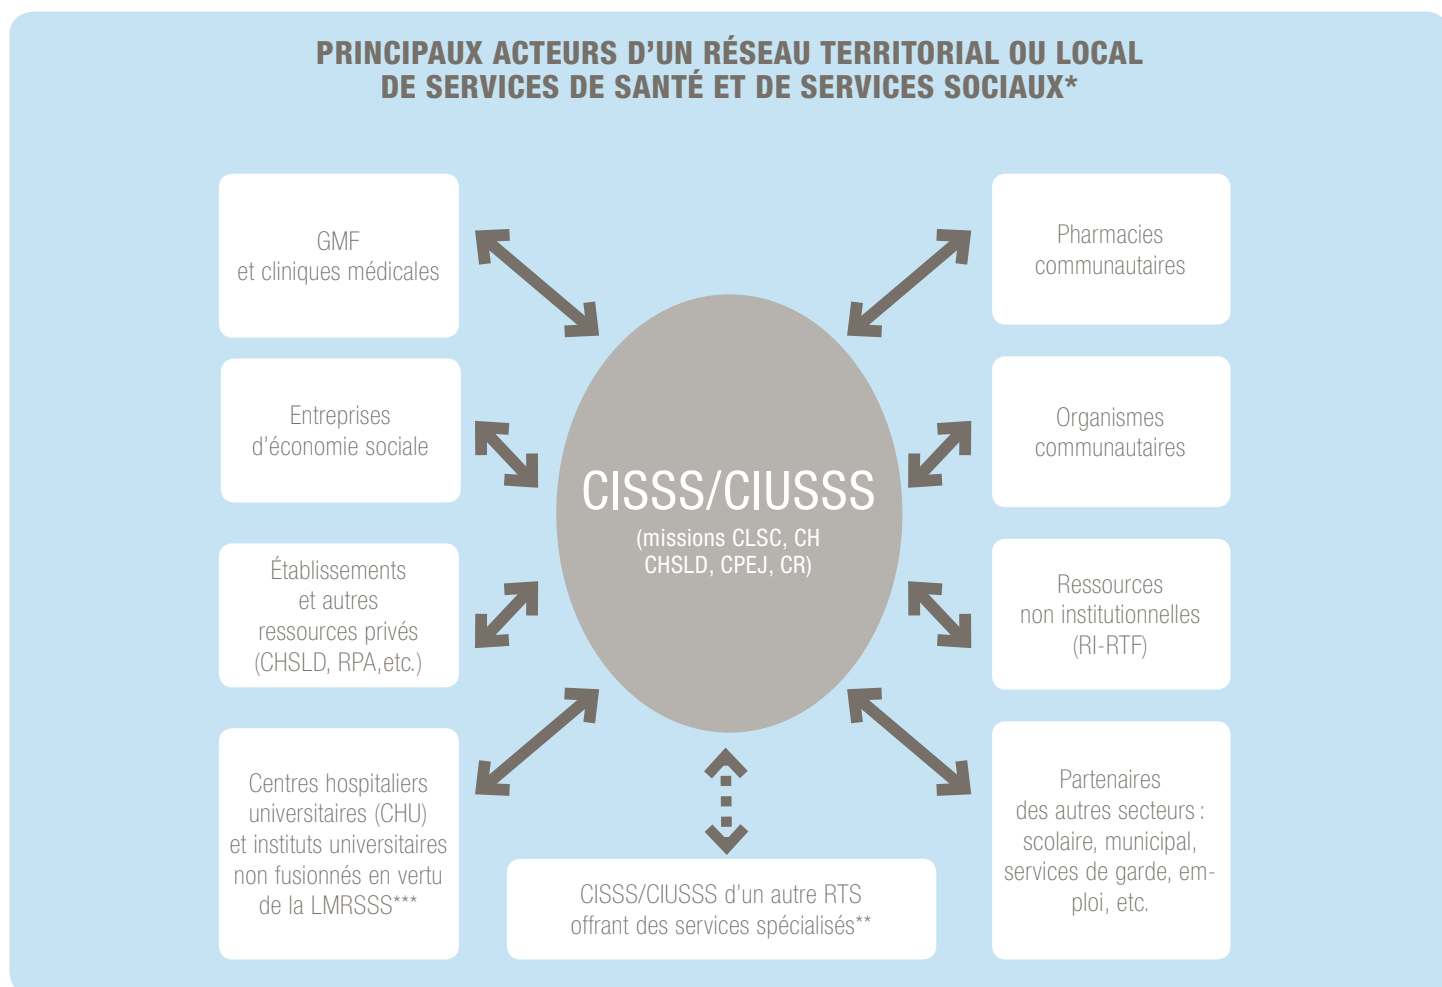 PRINCIPAUX ACTEURS D'UN RÉSEAU TERRITORIAL OU LOCAL
DE SERVICES DE SANTÉ ET DE SERVICES SOCIAUX*
GMF
et cliniques médicales
Entreprises
d'économie sociale
Établissements
et autres
ressources privés
(CHSLD, RPA,etc.)
Centres hospitaliers
universitaires (CHU)
et instituts universitaires
non fusionnés en vertu
de la LMRSSS***
CISSS/CIUSSS
(missions CLSC, CH
CHSLD, CPEJ, CR)
CISSS/CIUSSS d'un autre RTS
offrant des services spécialisés**
Pharmacies
communautaires
Organismes
communautaires
Ressources
non institutionnelles
(RI-RTF)
Partenaires
des autres secteurs :
scolaire, municipal,
services de garde, em-
ploi, etc.